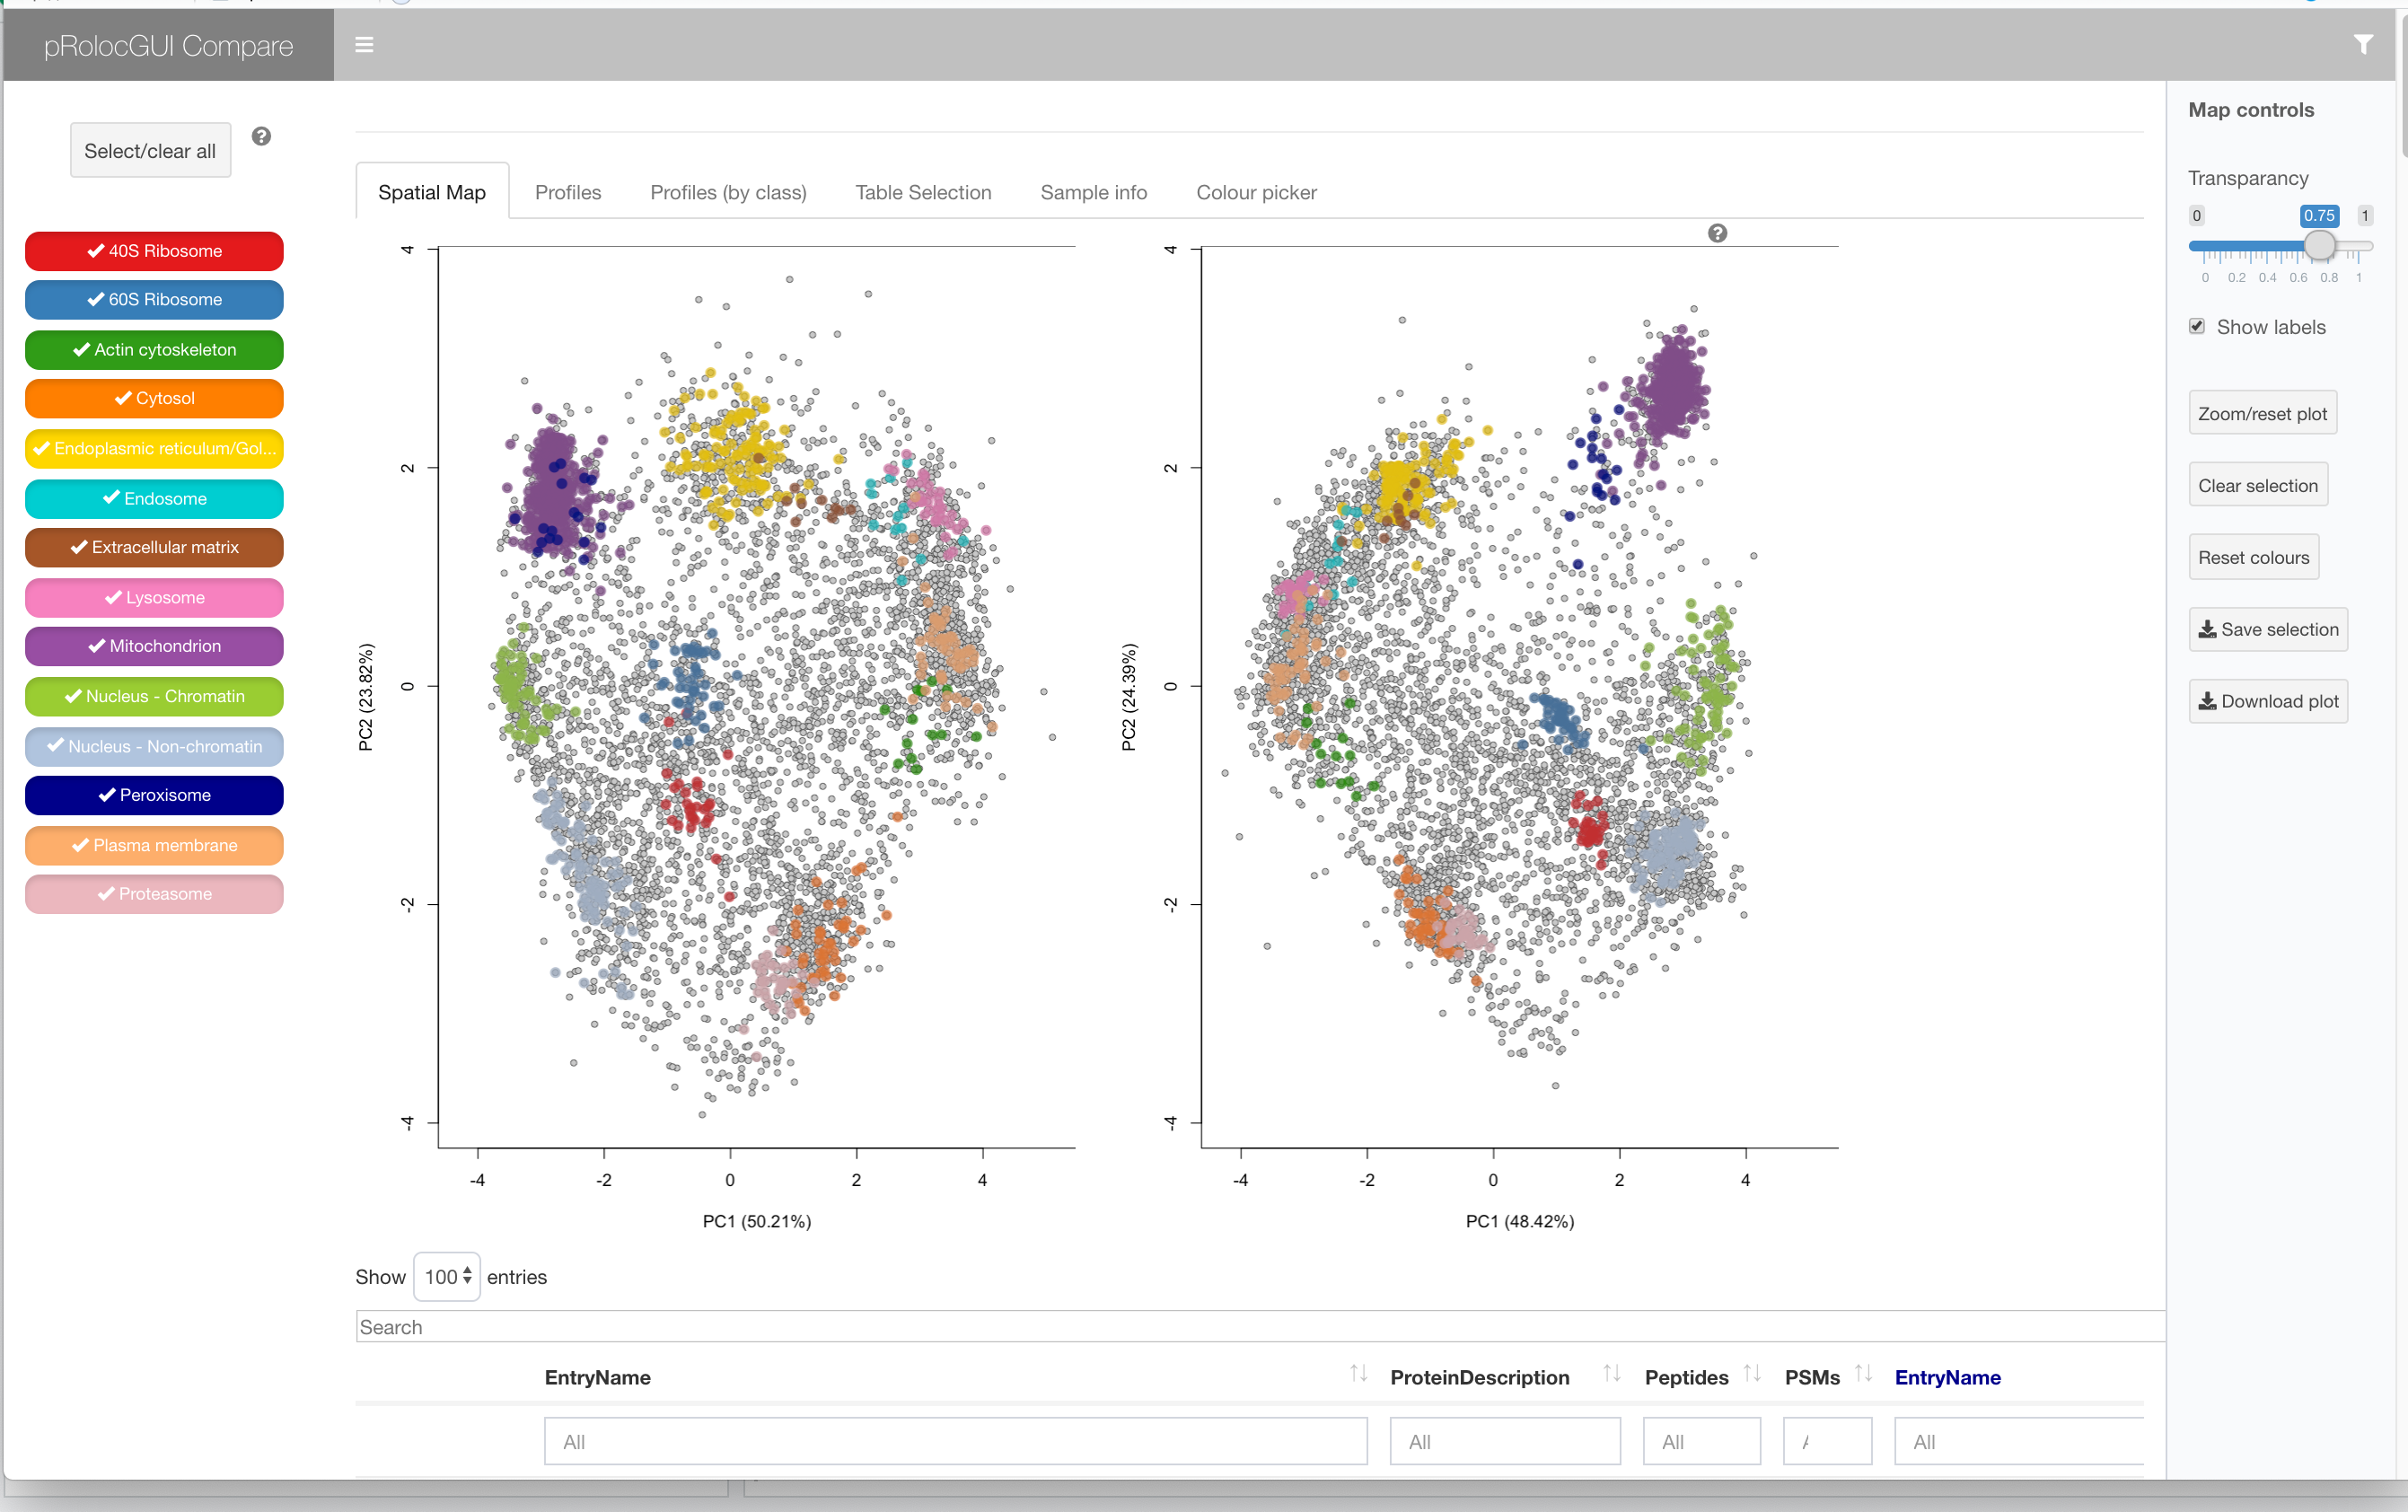 pRolocGUI Compare
Select/clear all
40S Ribosome
60S Ribosome
Actin cytoskeleton
Cytosol
Endoplasmic reticulum/Gol...
Endosome
Extracellular matrix
Lysosome
Mitochondrion
Nucleus - Chromatin
Nucleus - Non-chromatin
Peroxisome
Plasma membrane
Proteasome
Spatial Map Profiles Profiles (by class) Table Selection Sample info Colour picker
4
2
0
-2
-4
PC2 (23.82%)
-4 -2 0 2 4
PC1 (50.21%)
4
2
0
-2
-4
PC2 (24.39%)
-4 -2 0 2 4
PC1 (48.42%)
Show 100 entries
Search
EntryName ProteinDescription Peptides PSMs EntryName
All All All All
Map controls
Transparancy
0 0.75 1
0 0.2 0.4 0.6 0.8 1
Show labels
Zoom/reset plot
Clear selection
Reset colours
Save selection
Download plot